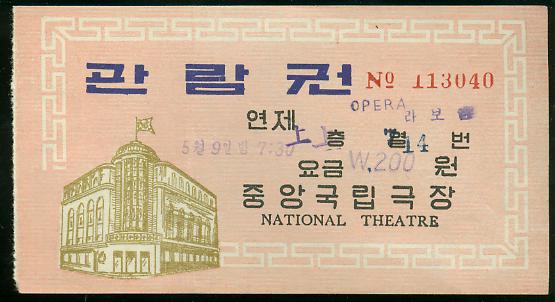 관람권 No 113040
OPERA
연제 라보엠
5월 9일 밤 7:30 층 열 14 번
요금 W.200 원
중앙국립극장
NATIONAL THEATRE